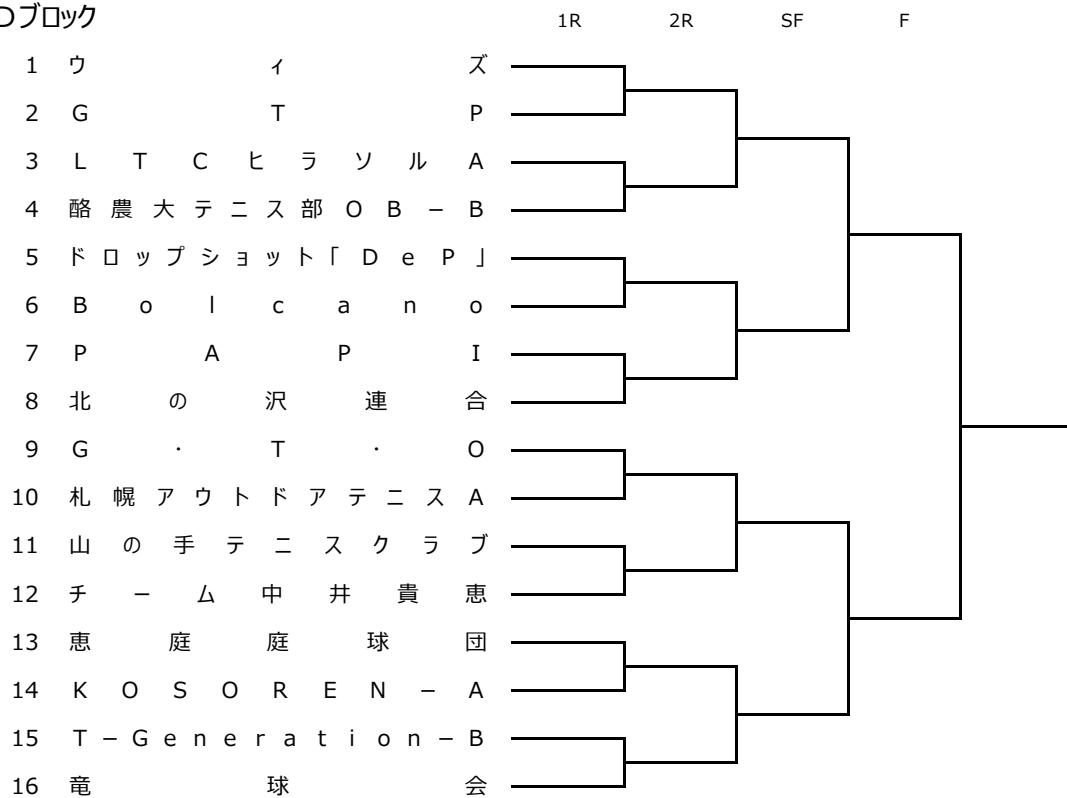 Dブロック
1R 2R SF F
1 ウィズ
2 GTP
3 LTCヒラソルA
4 酪農大テニス部OB−B
5 ドロップショット「DeP」
6 Bolcano
7 PAPI
8 北の沢連合
9 G・T・O
10 札幌アウトドアテニスA
11 山の手テニスクラブ
12 チーム中井貴恵
13 恵庭庭球団
14 KOSOREN−A
15 T−Generation−B
16 竜球会